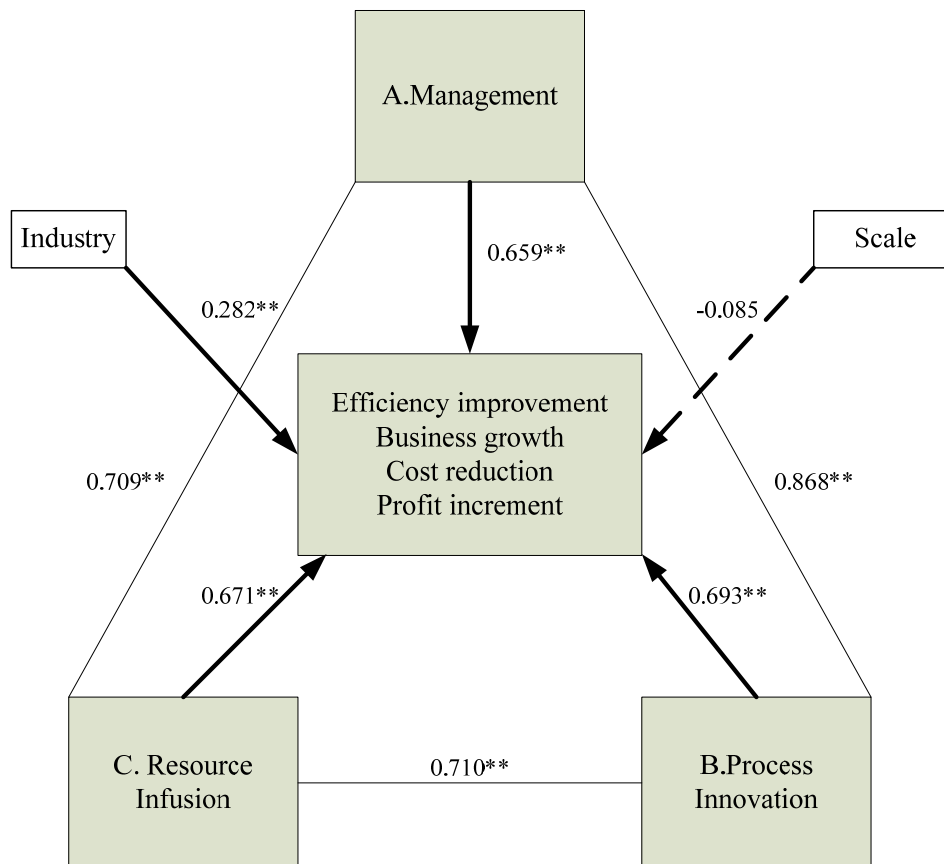 A.Management
Industry
Scale
0.659**
0.282**
-0.085
Efficiency improvement
Business growth
Cost reduction
Profit increment
0.709**
0.868**
0.671**
0.693**
C. Resource
Infusion
0.710**
B.Process
Innovation